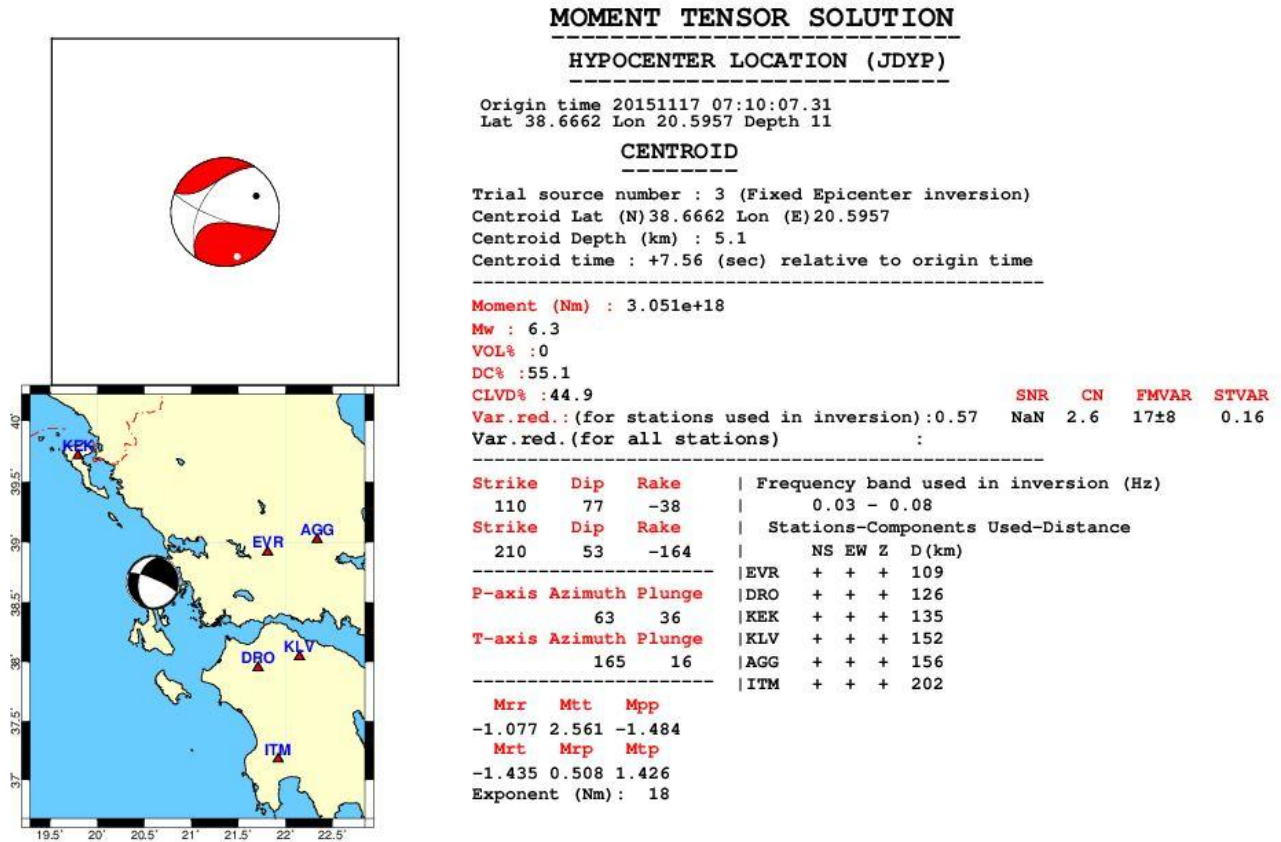 MOMENT TENSOR SOLUTION
HYPOCENTER LOCATION (JDYP)
Origin time 20151117 07:10:07.31
Lat 38.6662 Lon 20.5957 Depth 11
CENTROID
Trial source number : 3 (Fixed Epicenter inversion)
Centroid Lat (N)38.6662 Lon (E)20.5957
Centroid Depth (km) : 5.1
Centroid time : +7.56 (sec) relative to origin time
Moment (Nm) : 3.051e+18
Mw : 6.3
VOL% :0
DC% :55.1
CLVD% :44.9
SNR CN FMVAR STVAR
Var.red.:(for stations used in inversion):0.57 NaN 2.6 17±8 0.16
Var.red.(for all stations) :
Strike Dip Rake
110 77 -38
Strike Dip Rake
210 53 -164
P-axis Azimuth Plunge
63 36
T-axis Azimuth Plunge
165 16
Mrr Mtt Mpp
-1.077 2.561 -1.484
Mrt Mrp Mtp
-1.435 0.508 1.426
Exponent (Nm): 18
| Frequency band used in inversion (Hz)
| 0.03 - 0.08
| Stations-Components Used-Distance
| NS EW Z D(km)
|EVR + + + 109
|DRO + + + 126
|KEK + + + 135
|KLV + + + 152
|AGG + + + 156
|ITM + + + 202
KEK
AGG
EVR
KLV
DRO
ITM
40˚
39.5˚
39˚
38.5˚
38˚
37.5˚
37˚
19.5˚ 20˚ 20.5˚ 21˚ 21.5˚ 22˚ 22.5˚